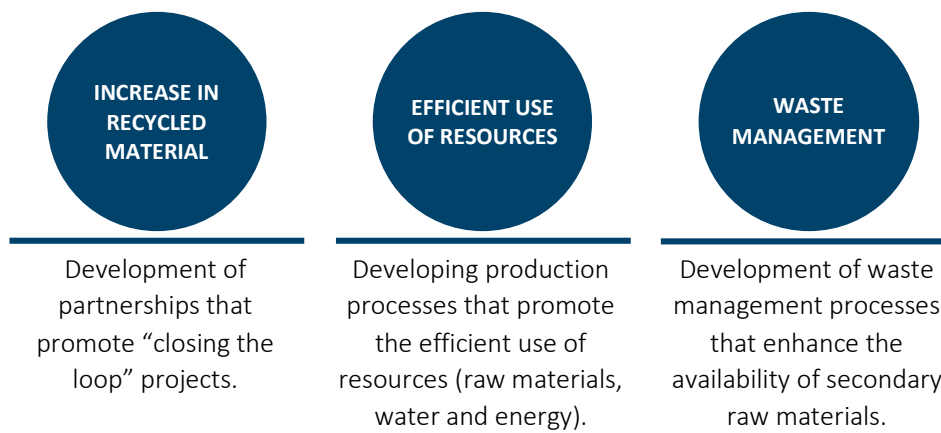 INCREASE IN
RECYCLED
MATERIAL
Development of
partnerships that
promote “closing the
loop” projects.
EFFICIENT USE
OF RESOURCES
Developing production
processes that promote
the efficient use of
resources (raw materials,
water and energy).
WASTE
MANAGEMENT
Development of waste
management processes
that enhance the
availability of secondary
raw materials.